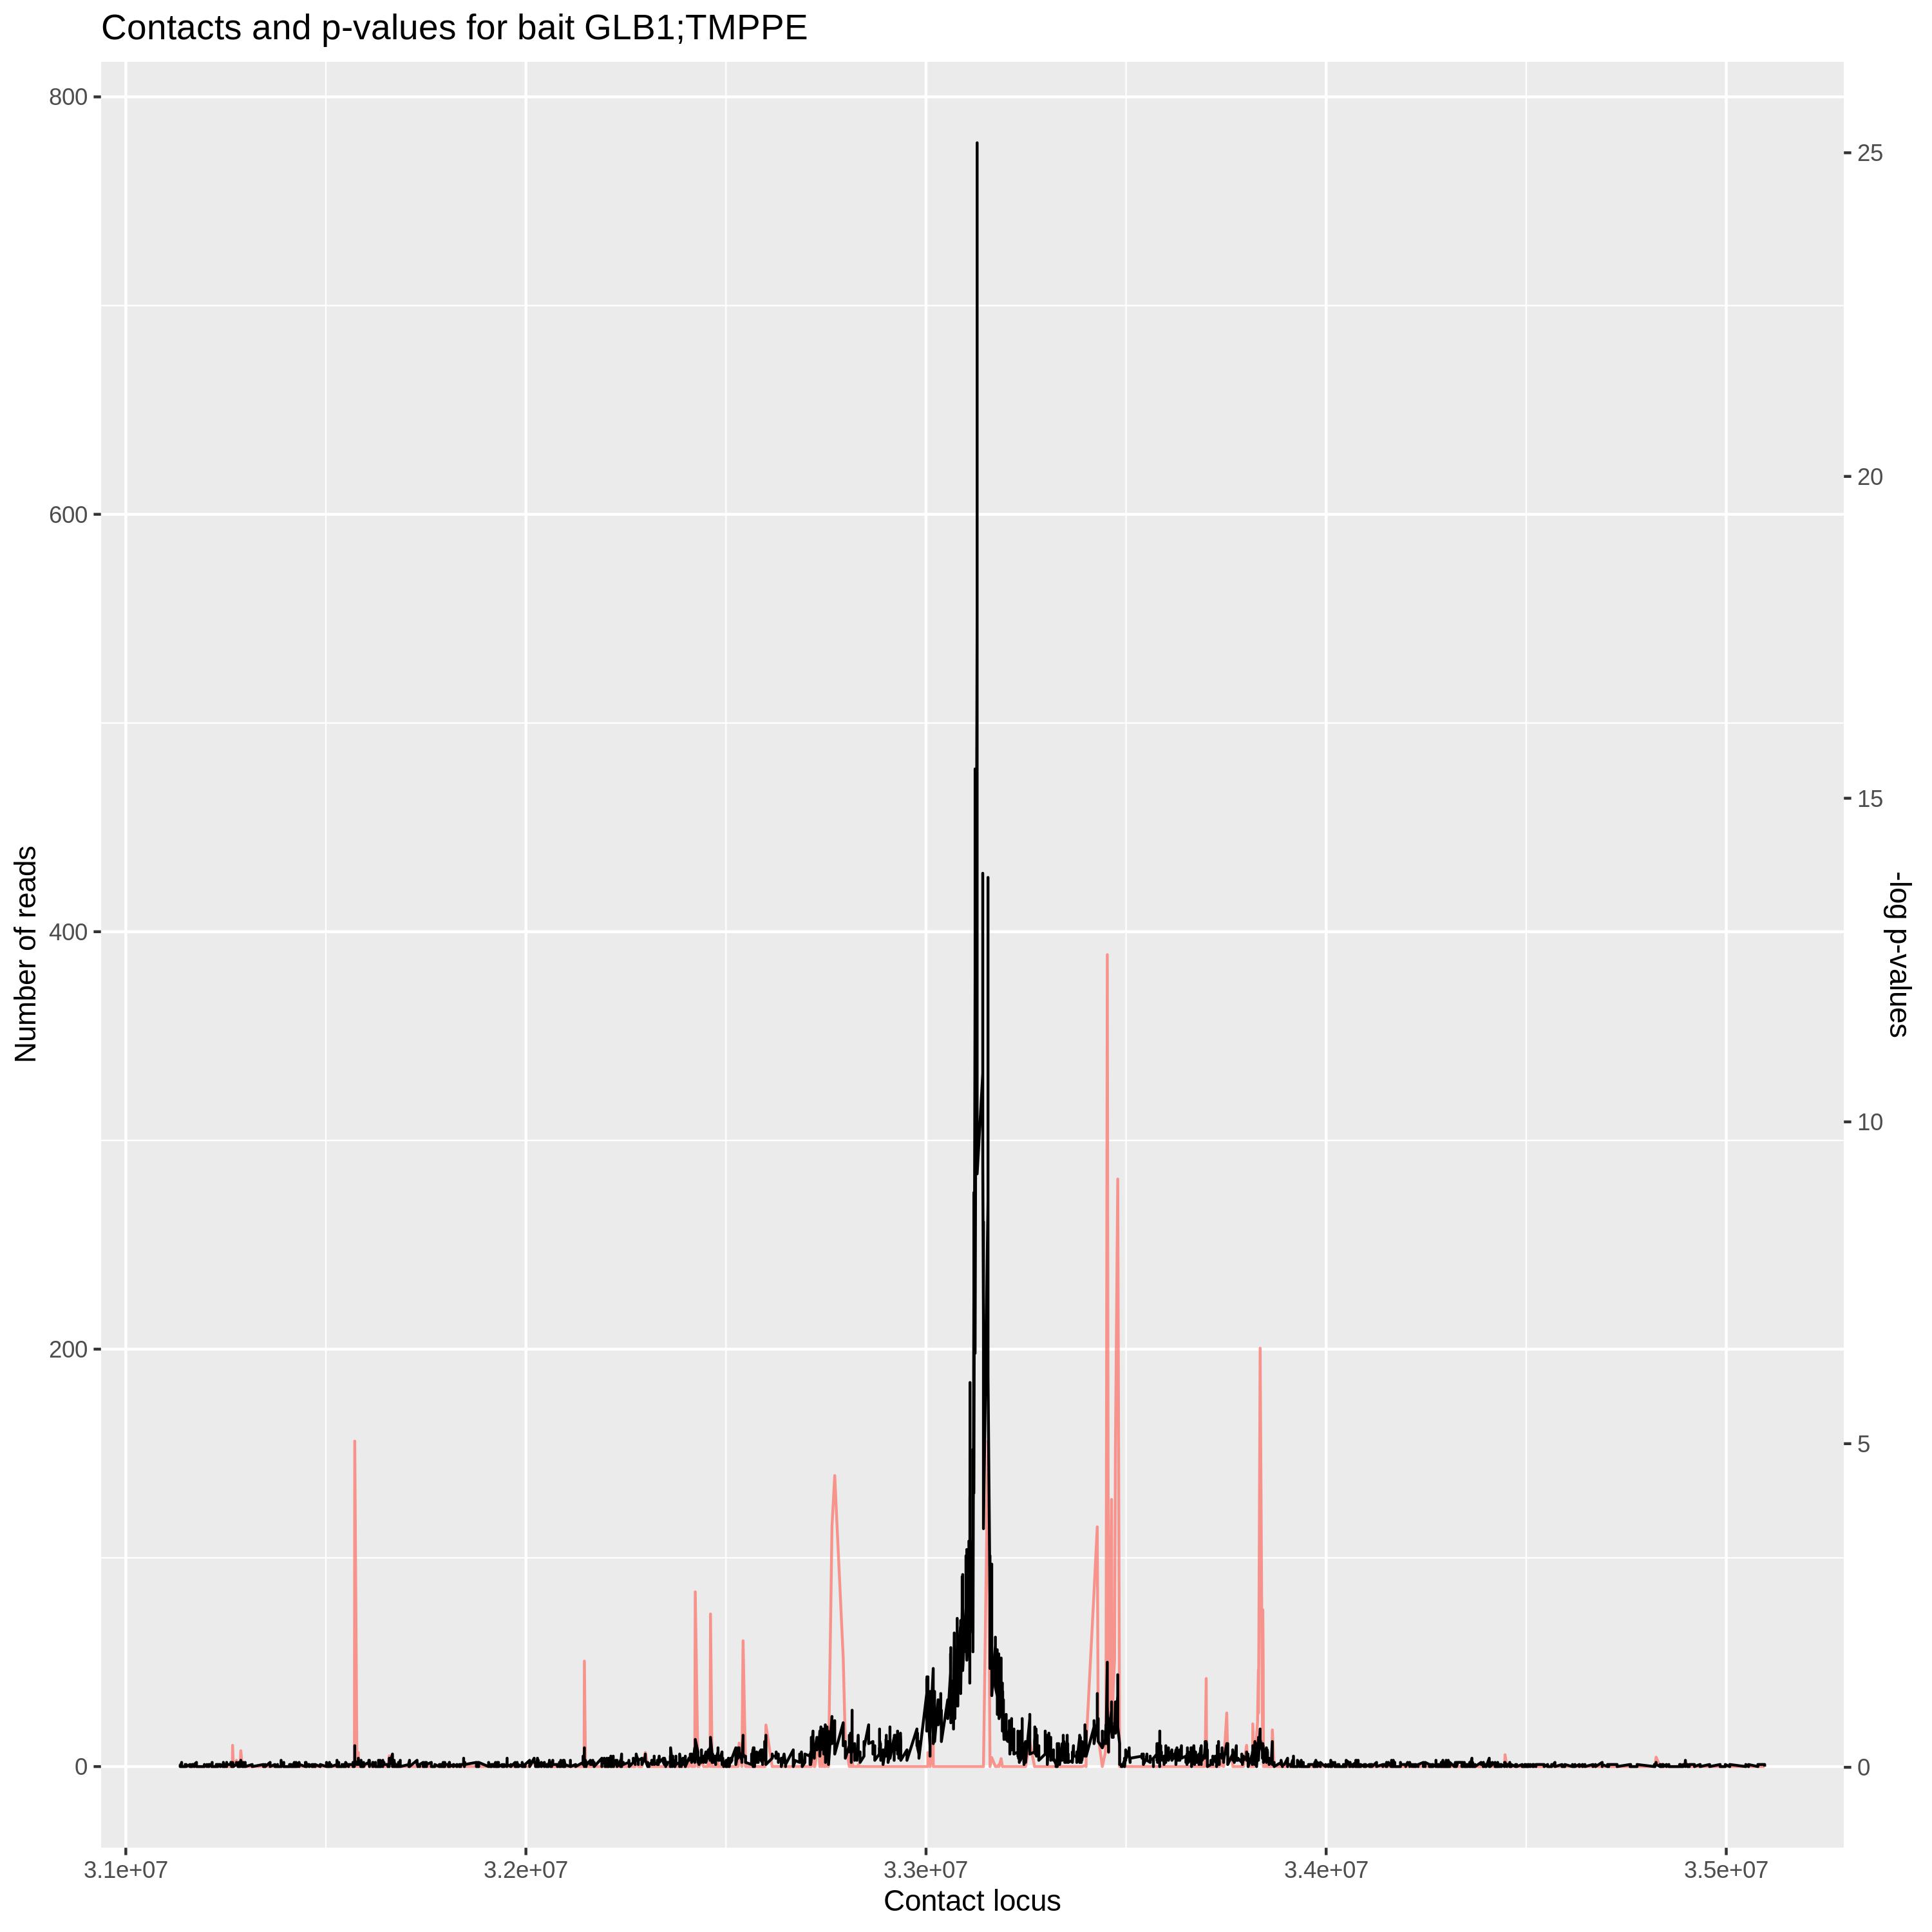 Contacts and p-values for bait GLB1;TMPPE
800
600
400
200
0
Number of reads
25
20
15
10
5
0
-log p-values
3.1e+07 3.2e+07 3.3e+07 3.4e+07 3.5e+07
Contact locus